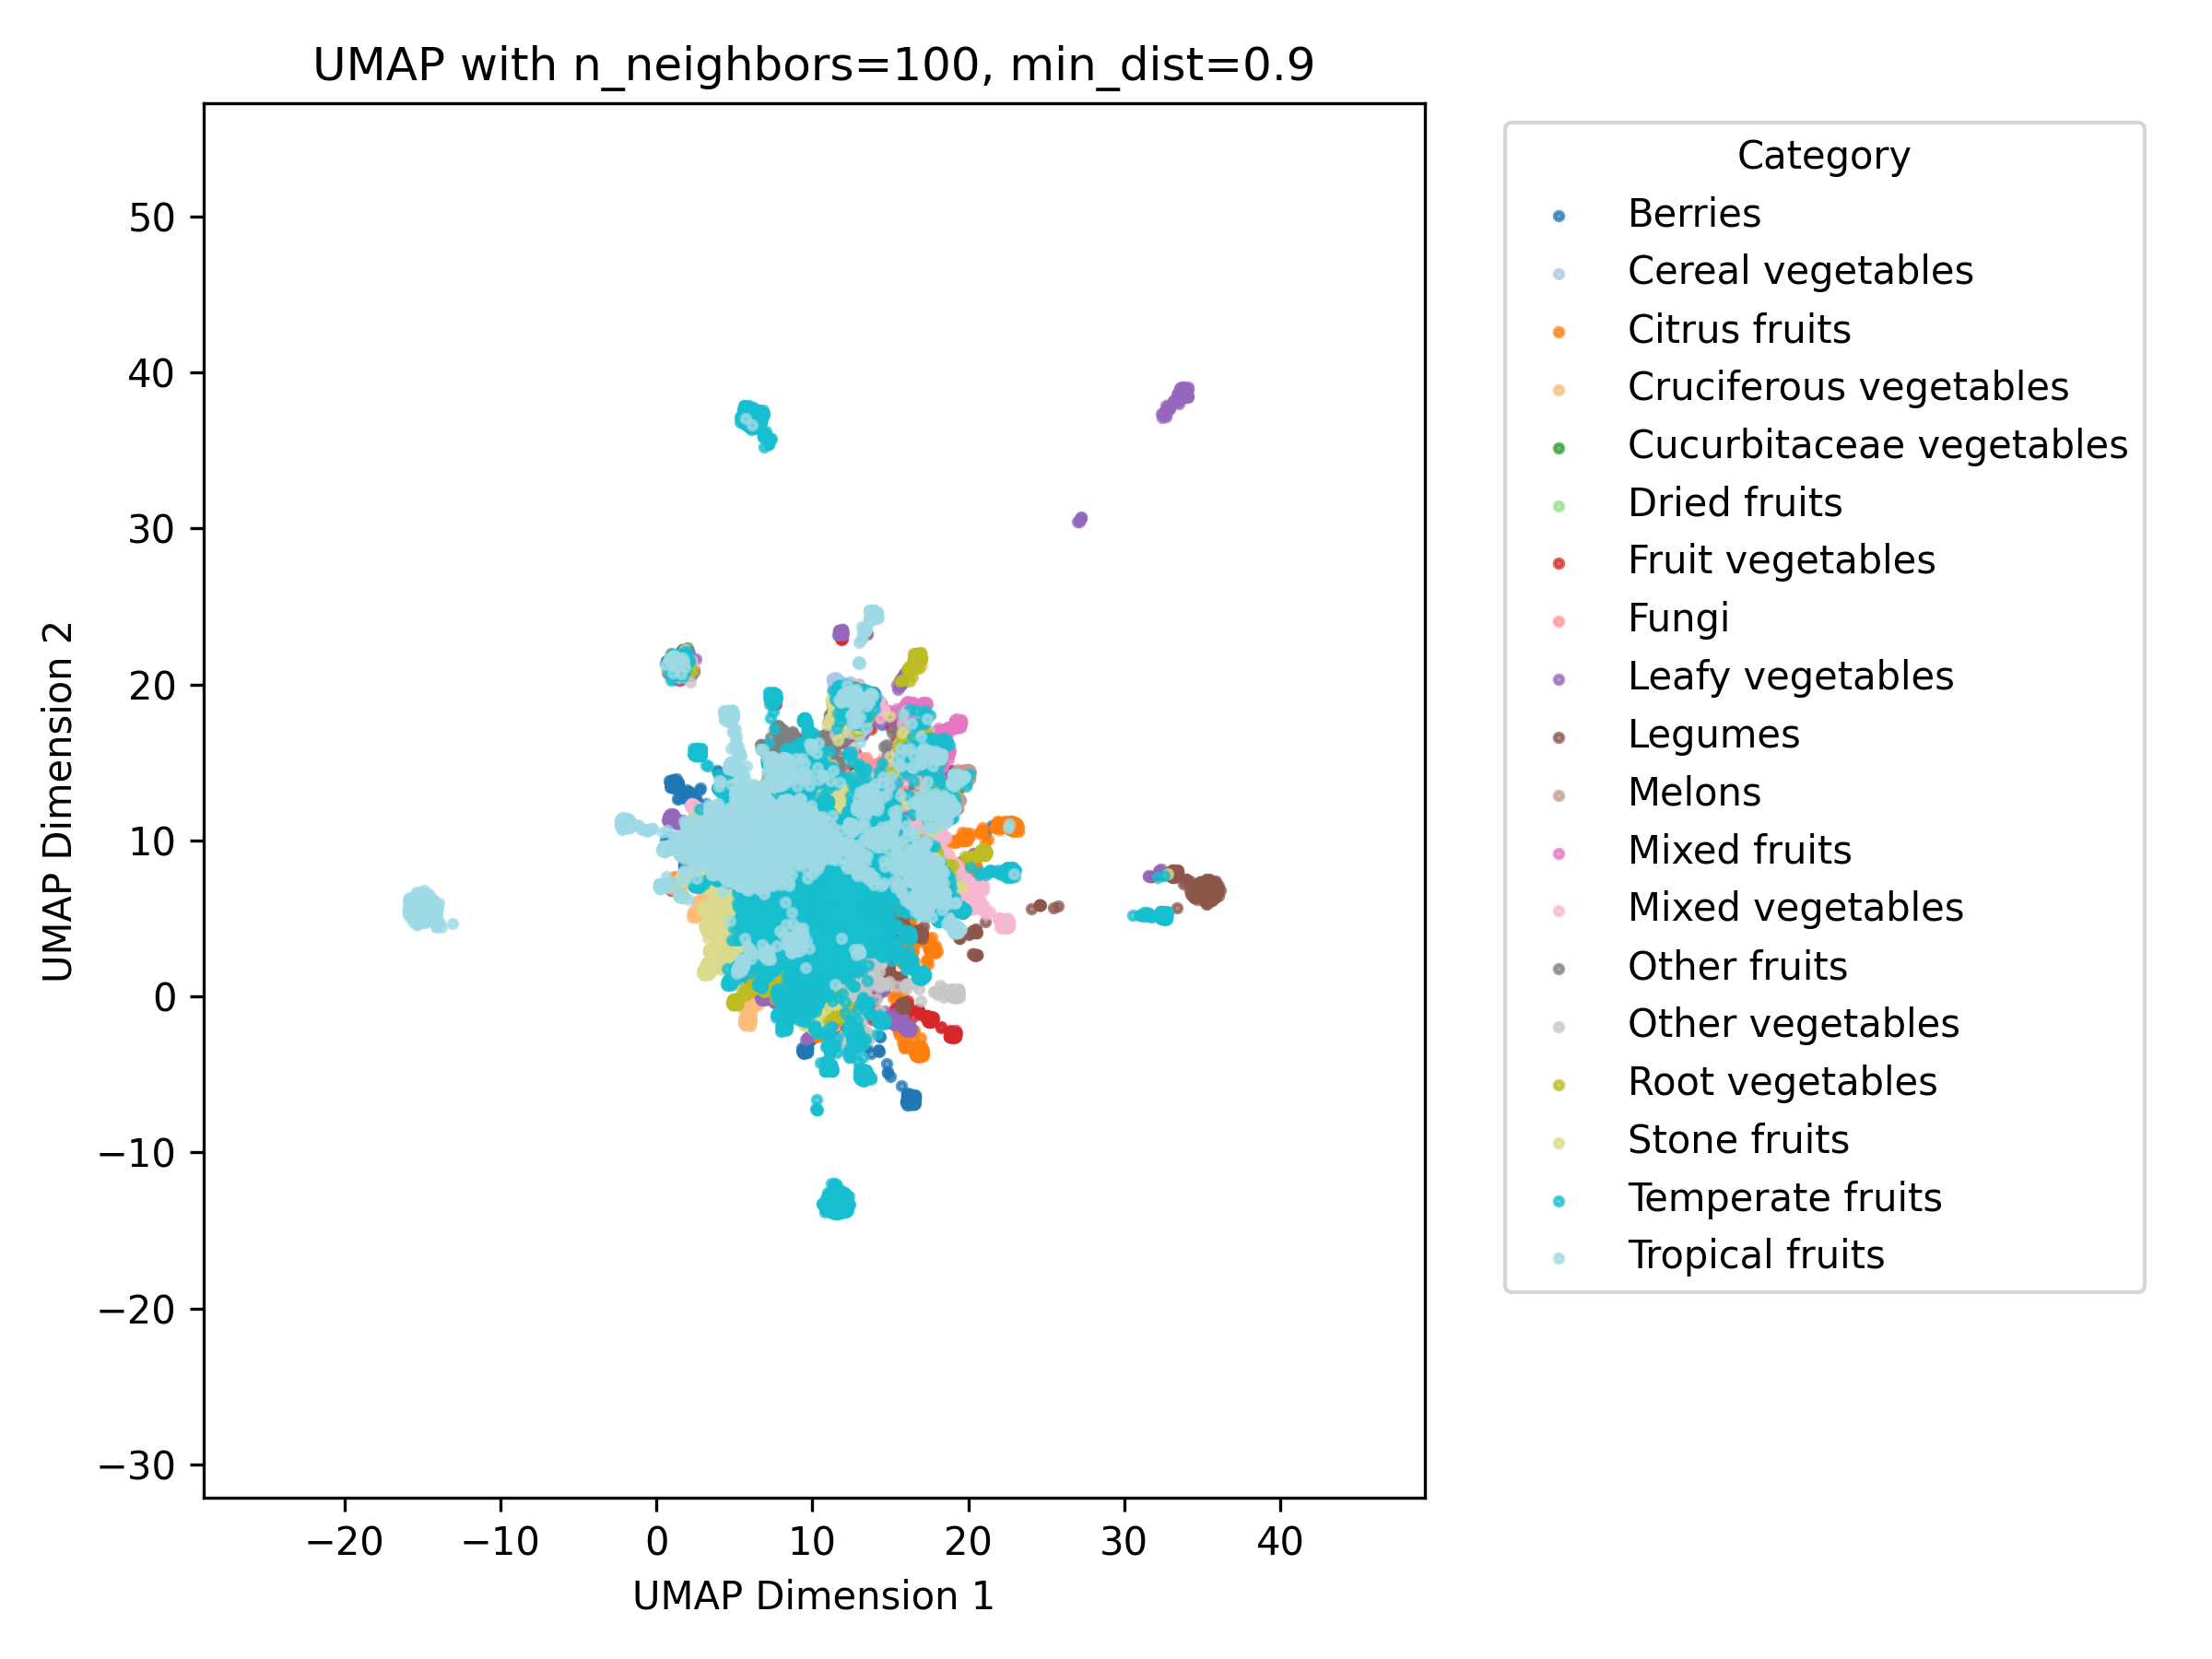 UMAP with n_neighbors=100, min_dist=0.9
50
40
30
20
10
0
−10
−20
−30
UMAP Dimension 2
−20 −10 0 10 20 30 40
UMAP Dimension 1
Category
Berries
Cereal vegetables
Citrus fruits
Cruciferous vegetables
Cucurbitaceae vegetables
Dried fruits
Fruit vegetables
Fungi
Leafy vegetables
Legumes
Melons
Mixed fruits
Mixed vegetables
Other fruits
Other vegetables
Root vegetables
Stone fruits
Temperate fruits
Tropical fruits